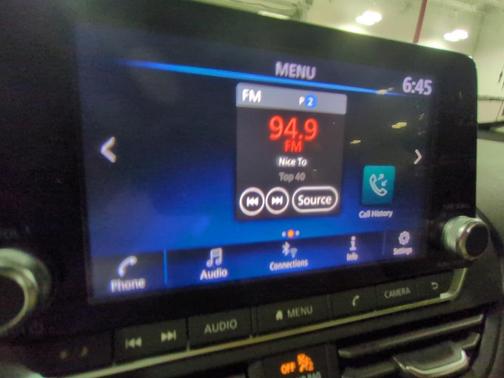 MENU
6:45
FM P 2
94.9
FM
Nice To
Top 40
Source
Call History
Phone
Audio
Connections
Info
Settings
AUDIO
MENU
CAMERA
OFF